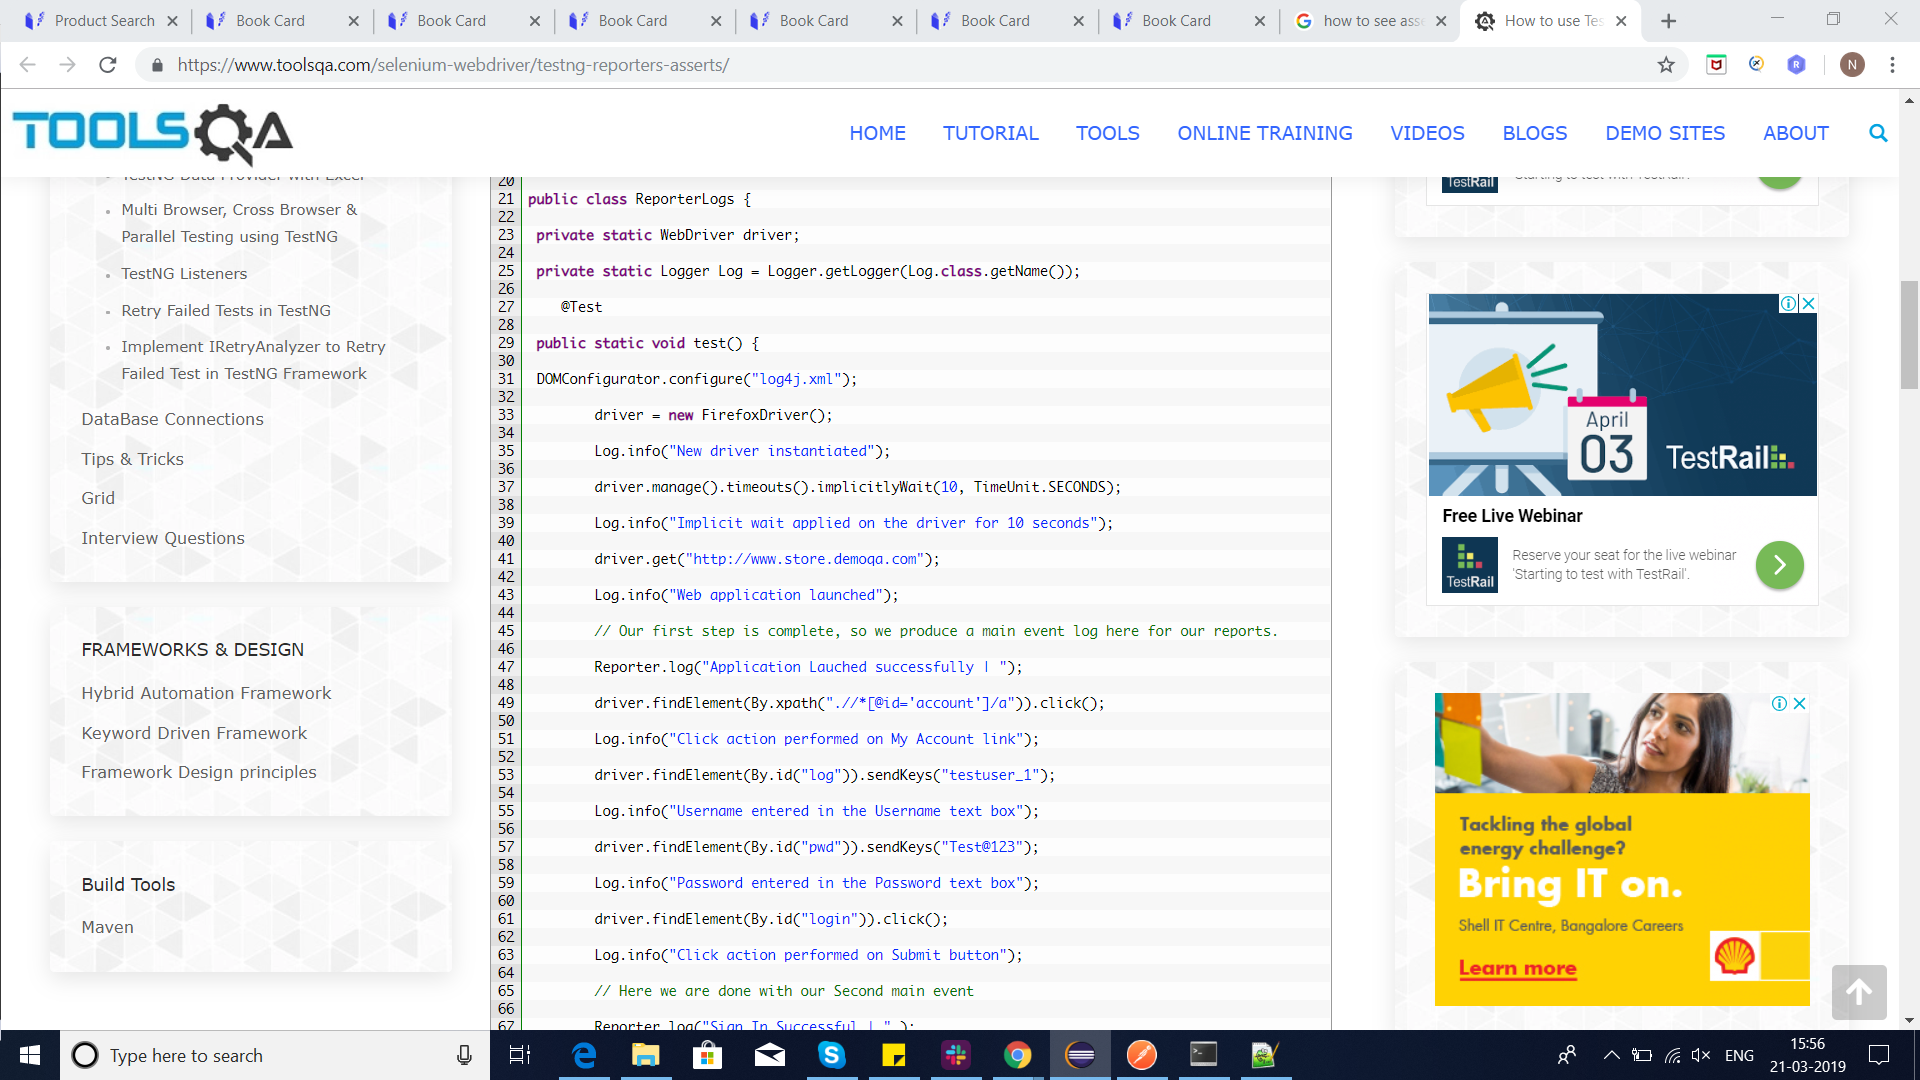 Product Search
Book Card
Book Card
Book Card
Book Card
Book Card
Book Card
how to see asse
How to use Tes
https://www.toolsqa.com/selenium-webdriver/testng-reporters-asserts/
N
TOOLSQA
HOME
TUTORIAL
TOOLS
ONLINE TRAINING
VIDEOS
BLOGS
DEMO SITES
ABOUT
TestNG Data Provider with Excel
Multi Browser, Cross Browser &
Parallel Testing using TestNG
TestNG Listeners
Retry Failed Tests in TestNG
Implement IRetryAnalyzer to Retry
Failed Test in TestNG Framework
DataBase Connections
Tips & Tricks
Grid
Interview Questions
FRAMEWORKS & DESIGN
Hybrid Automation Framework
Keyword Driven Framework
Framework Design principles
Build Tools
Maven
20
21 public class ReporterLogs {
22
23 private static WebDriver driver;
24
25 private static Logger Log = Logger.getLogger(Log.class.getName());
26
27 @Test
28
29 public static void test() {
30
31 DOMConfigurator.configure("log4j.xml");
32
33 driver = new FirefoxDriver();
34
35 Log.info("New driver instantiated");
36
37 driver.manage().timeouts().implicitlyWait(10, TimeUnit.SECONDS);
38
39 Log.info("Implicit wait applied on the driver for 10 seconds");
40
41 driver.get("http://www.store.demoqa.com");
42
43 Log.info("Web application launched");
44
45 // Our first step is complete, so we produce a main event log here for our reports.
46
47 Reporter.log("Application Lauched successfully | ");
48
49 driver.findElement(By.xpath(".//*[@id='account']/a")).click();
50
51 Log.info("Click action performed on My Account link");
52
53 driver.findElement(By.id("log")).sendKeys("testuser_1");
54
55 Log.info("Username entered in the Username text box");
56
57 driver.findElement(By.id("pwd")).sendKeys("Test@123");
58
59 Log.info("Password entered in the Password text box");
60
61 driver.findElement(By.id("login")).click();
62
63 Log.info("Click action performed on Submit button");
64
65 // Here we are done with our Second main event
66
67 Reporter.log("Sign In Successful | " );
TestRail
Starting to test with TestRail'.
April
03
TestRail
Free Live Webinar
TestRail
Reserve your seat for the live webinar
'Starting to test with TestRail'.
Tackling the global
energy challenge?
Bring IT on.
Shell IT Centre, Bangalore Careers
Learn more
Type here to search
ENG
15:56
21-03-2019